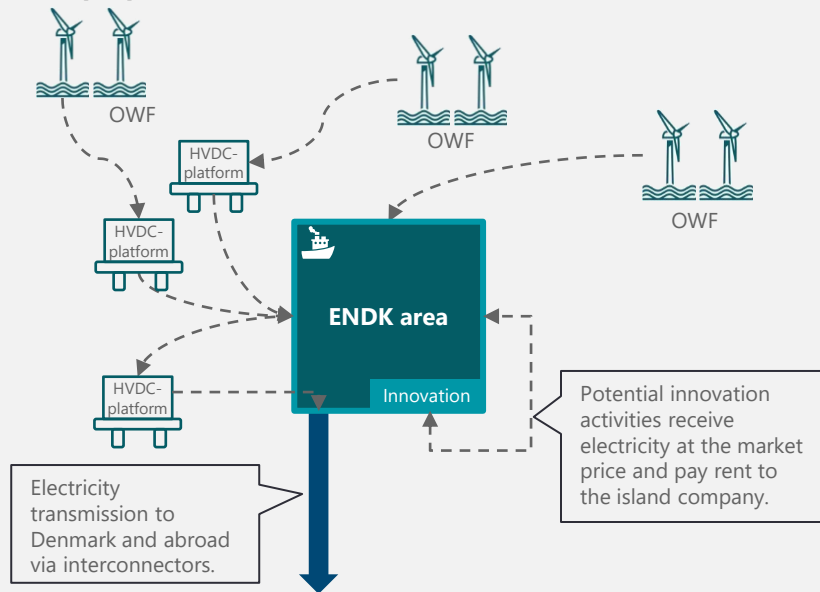 OWF
OWF
OWF
HVDC-
platform
HVDC-
platform
ENDK area
HVDC-
platform
Innovation
Potential innovation
activities receive
electricity at the market
price and pay rent to
the island company.
Electricity
transmission to
Denmark and abroad
via interconnectors.